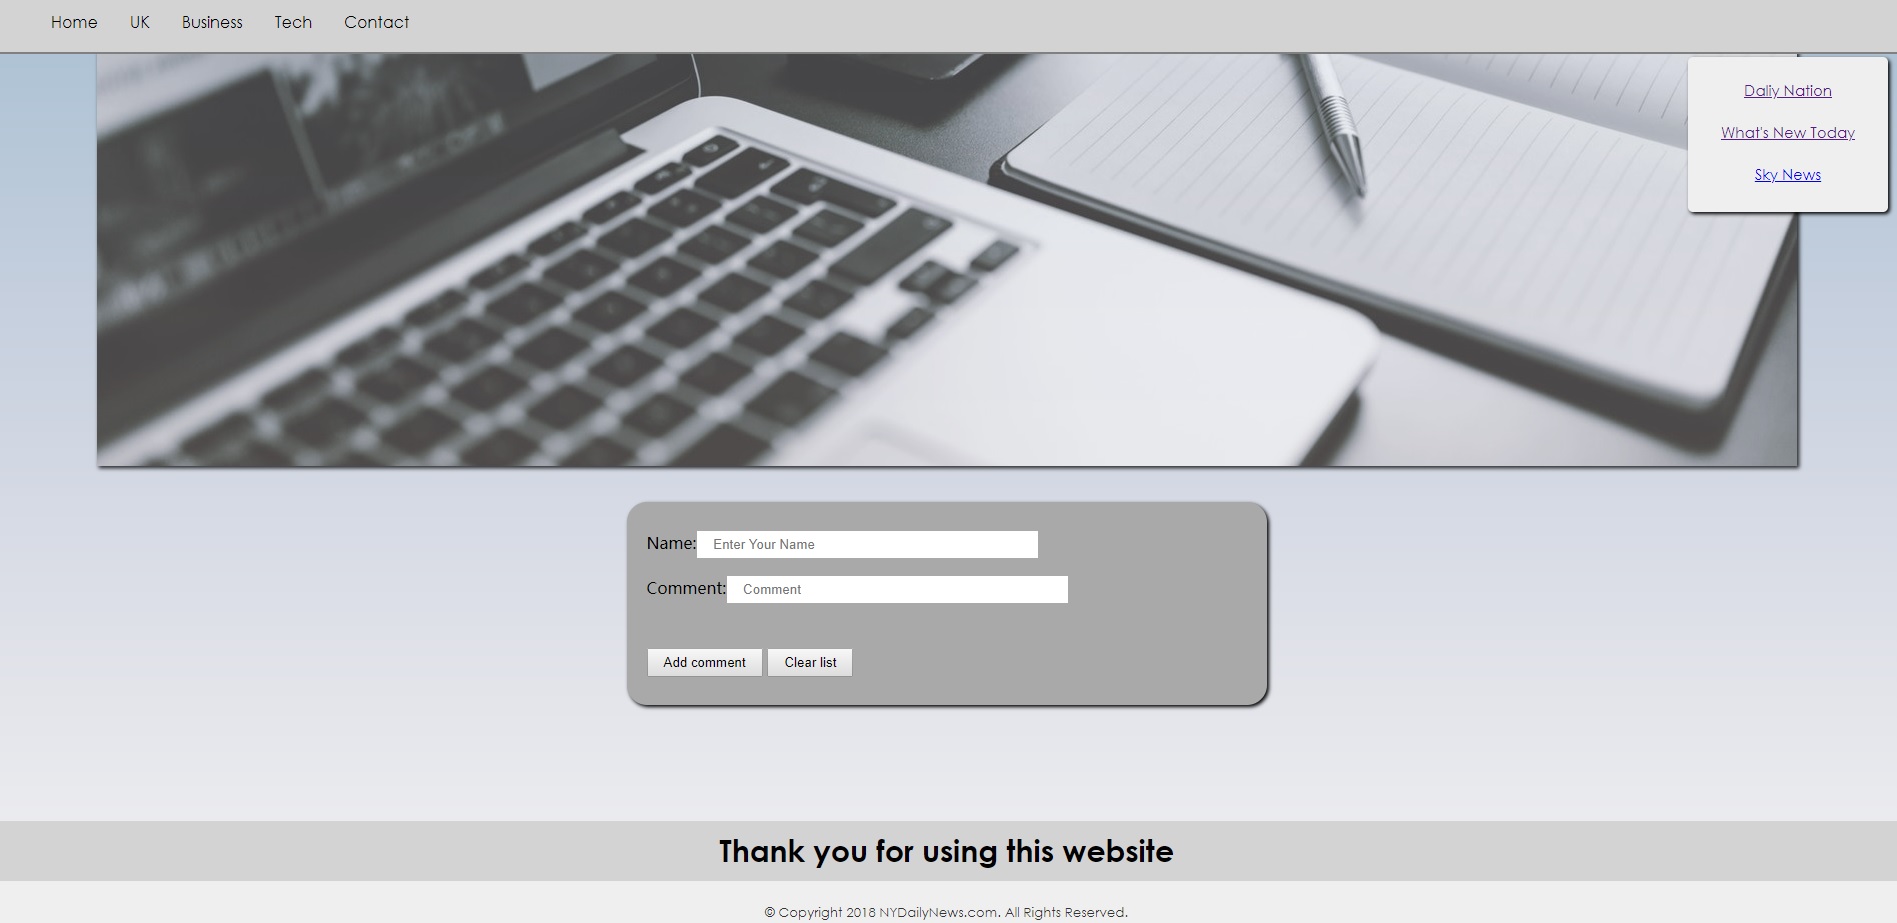 Home UK Business Tech Contact
Daliy Nation
What's New Today
Sky News
Name: Enter Your Name
Comment: Comment
Add comment Clear list
Thank you for using this website
© Copyright 2018 NYDailyNews.com. All Rights Reserved.